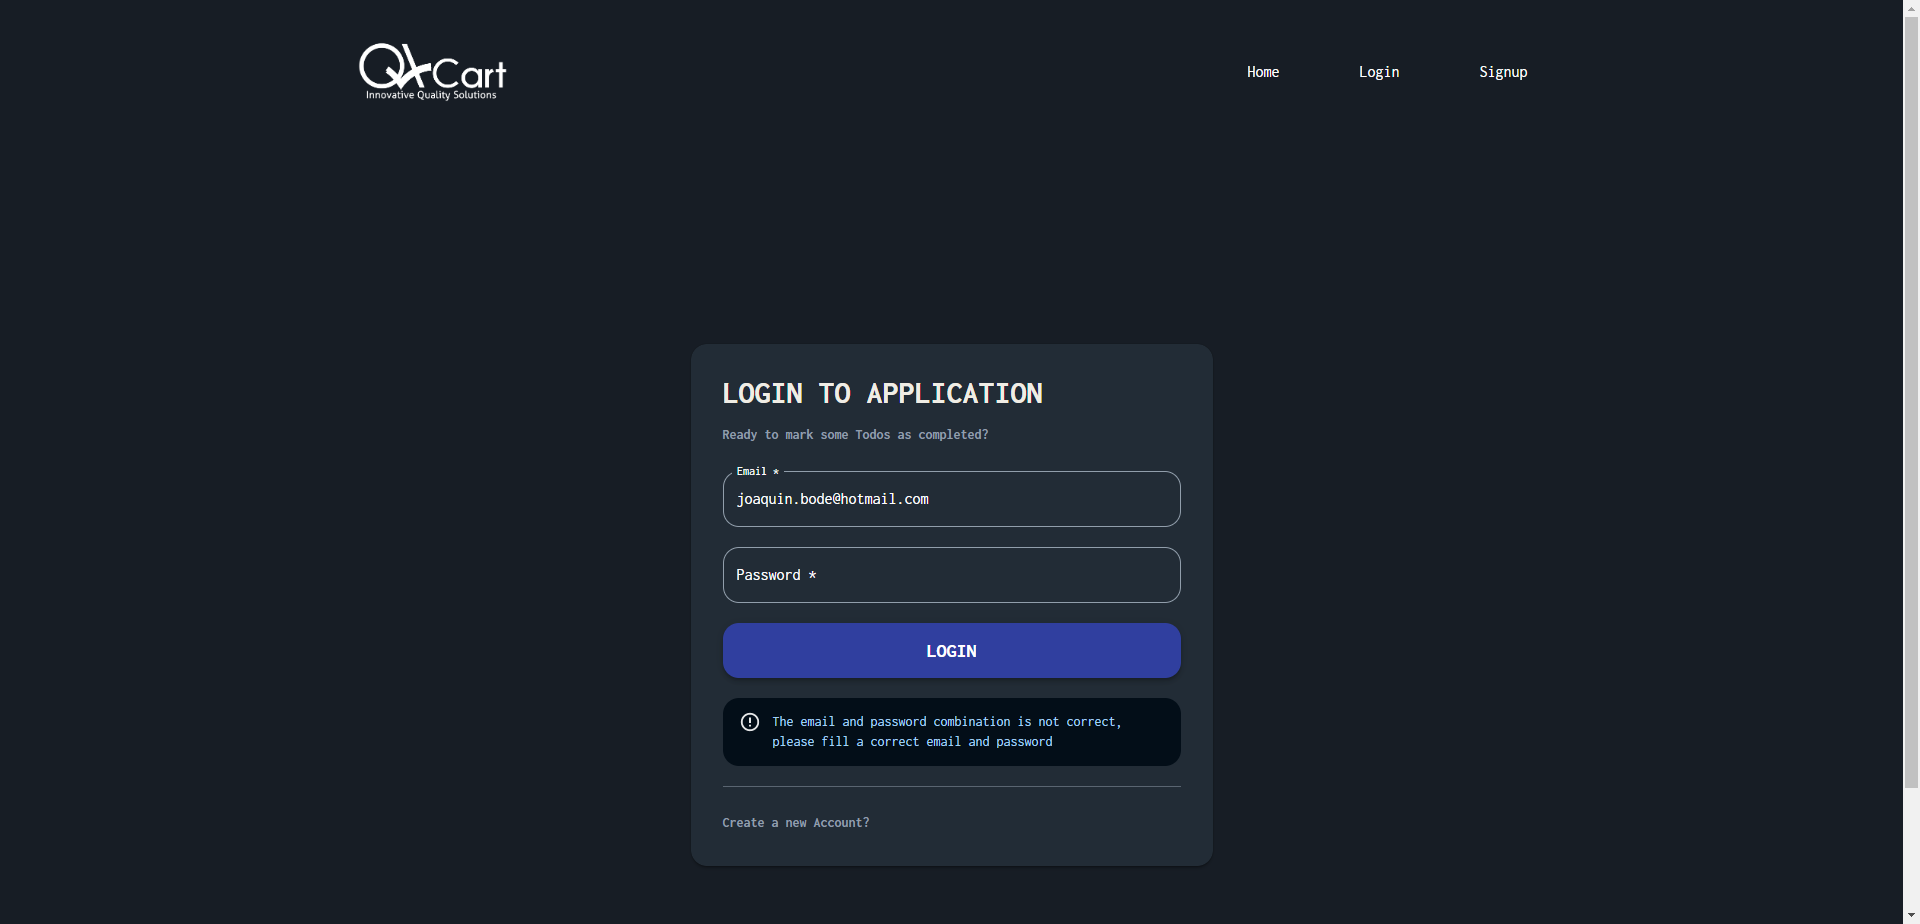 QACart
Innovative Quality Solutions
Home
Login
Signup
LOGIN TO APPLICATION
Ready to mark some Todos as completed?
Email *
joaquin.bode@hotmail.com
Password *
LOGIN
The email and password combination is not correct,
please fill a correct email and password
Create a new Account?